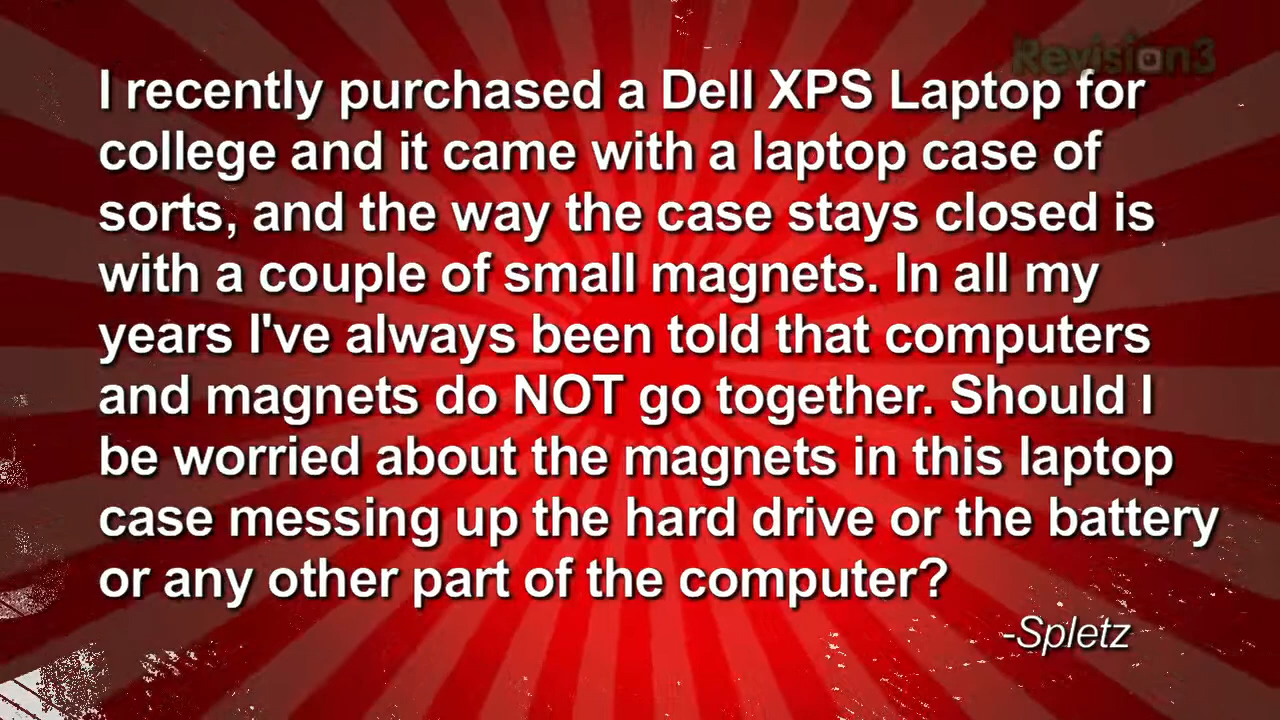 Revision3
I recently purchased a Dell XPS Laptop for
college and it came with a laptop case of
sorts, and the way the case stays closed is
with a couple of small magnets. In all my
years I've always been told that computers
and magnets do NOT go together. Should I
be worried about the magnets in this laptop
case messing up the hard drive or the battery
or any other part of the computer?
-Spletz